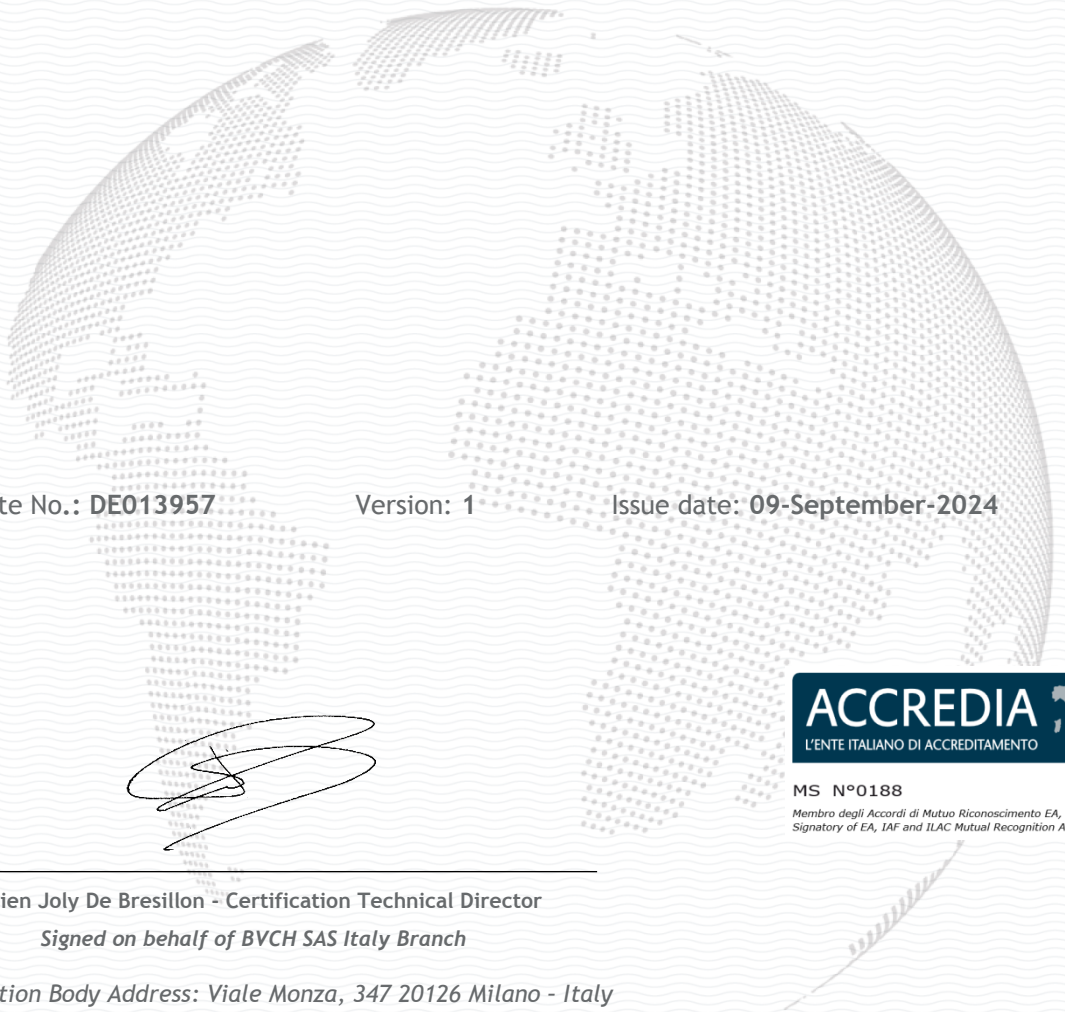 te No.: DE013957 Version: 1 Issue date: 09-September-2024
ACCREDIA
L'ENTE ITALIANO DI ACCREDITAMENTO
MS N°0188
Membro degli Accordi di Mutuo Riconoscimento EA,
Signatory of EA, IAF and ILAC Mutual Recognition A
ien Joly De Bresillon - Certification Technical Director
Signed on behalf of BVCH SAS Italy Branch
tion Body Address: Viale Monza, 347 20126 Milano - Italy